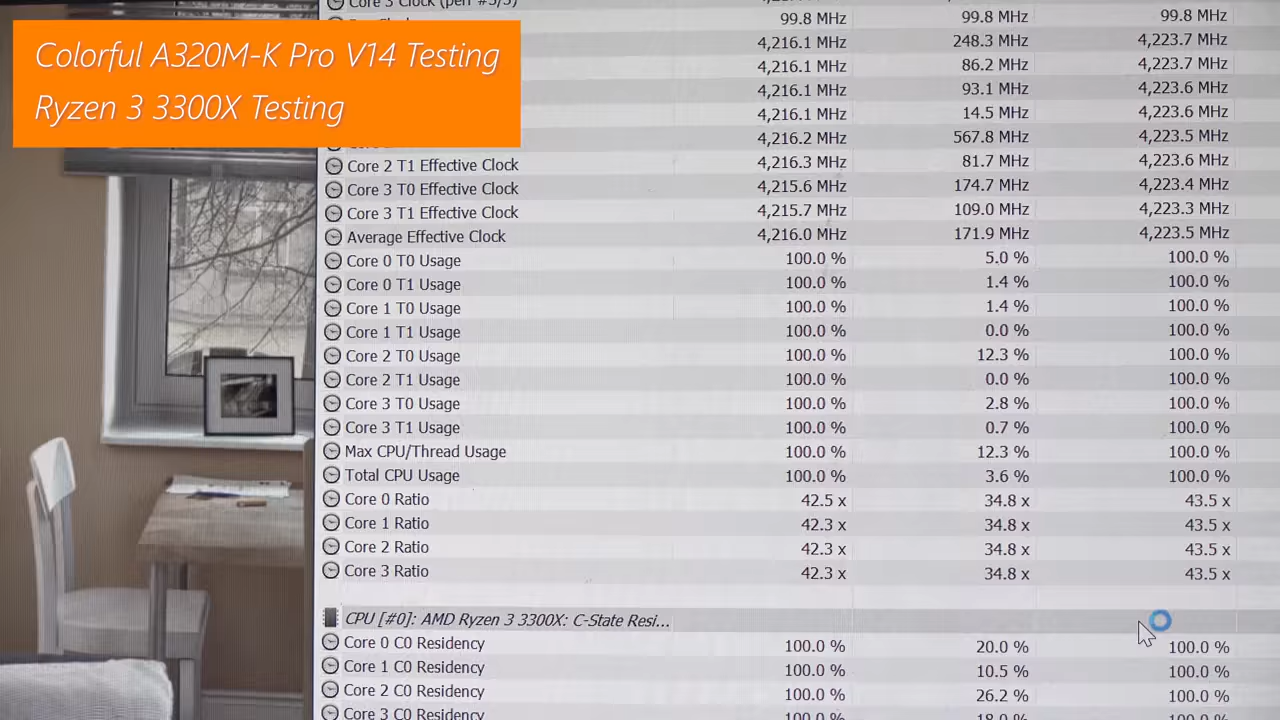 Colorful A320M-K Pro V14 Testing
Ryzen 3 3300X Testing
99.8 MHz 99.8 MHz 99.8 MHz
4,216.1 MHz 248.3 MHz 4,223.7 MHz
4,216.1 MHz 86.2 MHz 4,223.7 MHz
4,216.1 MHz 93.1 MHz 4,223.6 MHz
4,216.1 MHz 14.5 MHz 4,223.6 MHz
4,216.2 MHz 567.8 MHz 4,223.5 MHz
Core 2 T1 Effective Clock 4,216.3 MHz 81.7 MHz 4,223.6 MHz
Core 3 T0 Effective Clock 4,215.6 MHz 174.7 MHz 4,223.4 MHz
Core 3 T1 Effective Clock 4,215.7 MHz 109.0 MHz 4,223.3 MHz
Average Effective Clock 4,216.0 MHz 171.9 MHz 4,223.5 MHz
Core 0 T0 Usage 100.0 % 5.0 % 100.0 %
Core 0 T1 Usage 100.0 % 1.4 % 100.0 %
Core 1 T0 Usage 100.0 % 1.4 % 100.0 %
Core 1 T1 Usage 100.0 % 0.0 % 100.0 %
Core 2 T0 Usage 100.0 % 12.3 % 100.0 %
Core 2 T1 Usage 100.0 % 0.0 % 100.0 %
Core 3 T0 Usage 100.0 % 2.8 % 100.0 %
Core 3 T1 Usage 100.0 % 0.7 % 100.0 %
Max CPU/Thread Usage 100.0 % 12.3 % 100.0 %
Total CPU Usage 100.0 % 3.6 % 100.0 %
Core 0 Ratio 42.5 x 34.8 x 43.5 x
Core 1 Ratio 42.3 x 34.8 x 43.5 x
Core 2 Ratio 42.3 x 34.8 x 43.5 x
Core 3 Ratio 42.3 x 34.8 x 43.5 x
CPU [#0]: AMD Ryzen 3 3300X: C-State Resi...
Core 0 C0 Residency 100.0 % 20.0 % 100.0 %
Core 1 C0 Residency 100.0 % 10.5 % 100.0 %
Core 2 C0 Residency 100.0 % 26.2 % 100.0 %
Core 3 C0 Residency 100.0 % 18.0 % 100.0 %